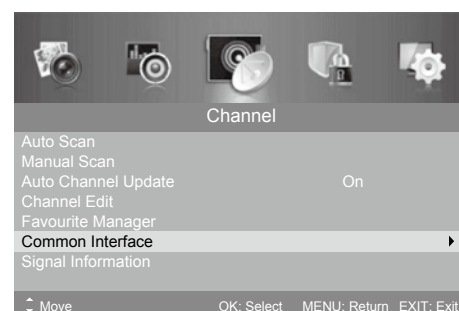 Channel
Auto Scan
Manual Scan
Auto Channel Update On
Channel Edit
Favourite Manager
Common Interface
Signal Information
Move OK: Select MENU: Return EXIT: Exit